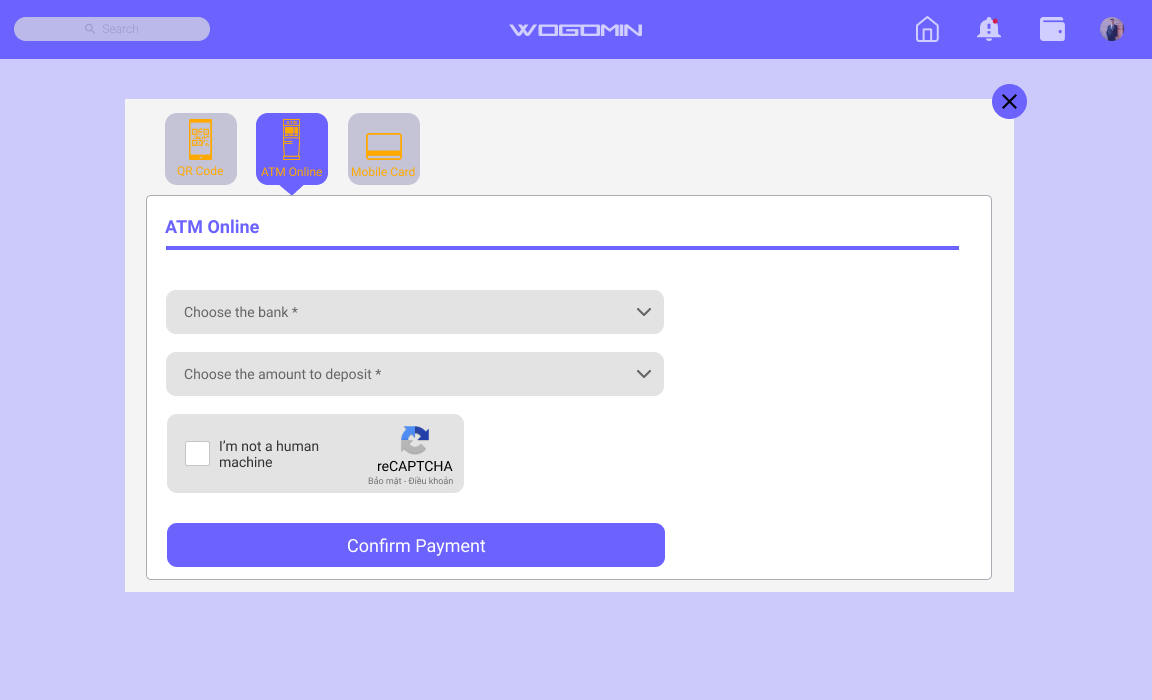 Search
WOGOMIN
QR Code
ATM
ATM Online
Mobile Card
ATM Online
Choose the bank *
Choose the amount to deposit *
I'm not a human
machine
reCAPTCHA
Bảo mật - Điều khoản
Confirm Payment